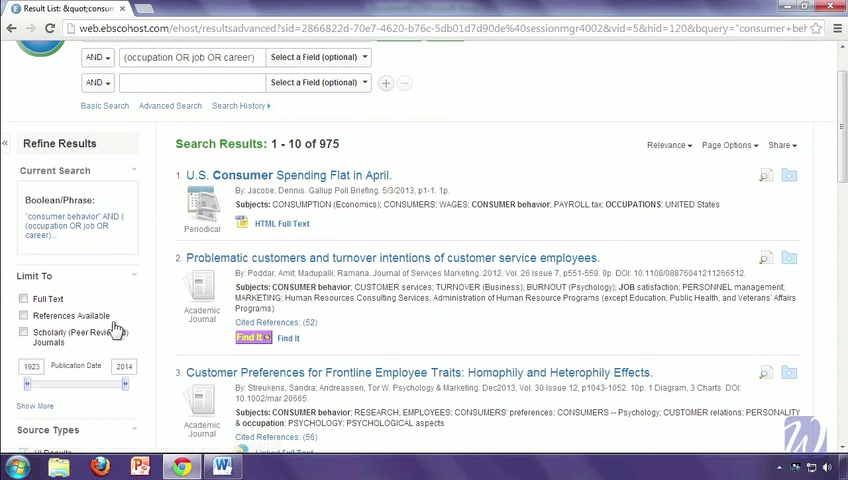 Result List: &quot;consum
web.ebscohost.com/ehost/resultsadvanced?sid=2866822d-70e7-4620-b76c-5db01d7d90de%40sessionmgr4002&vid=5&hid=120&bquery="consumer+beh
AND (occupation OR job OR career) Select a Field (optional)
AND Select a Field (optional)
Basic Search Advanced Search Search History
Refine Results
Current Search
Boolean/Phrase:
"consumer behavior" AND (
(occupation OR job OR
career)...
Limit To
Full Text
References Available
Scholarly (Peer
Journals
1923 Publication Date 2014
Show More
Source Types
All Results
Search Results: 1 - 10 of 975
Relevance Page Options Share
1. U.S. Consumer Spending Flat in April.
By: Jacobe, Dennis. Gallup Poll Briefing. 5/3/2013, p1-1. 1p.
Subjects: CONSUMPTION (Economics); CONSUMERS; WAGES; CONSUMER behavior; PAYROLL tax; OCCUPATIONS; UNITED States
Periodical
HTML Full Text
2. Problematic customers and turnover intentions of customer service employees.
By: Poddar, Amit; Madupalli, Ramana. Journal of Services Marketing. 2012, Vol. 26 Issue 7, p551-559. 9p. DOI: 10.1108/08876041211266512.
Subjects: CONSUMER behavior; CUSTOMER services; TURNOVER (Business); BURNOUT (Psychology); JOB satisfaction; PERSONNEL management;
MARKETING; Human Resources Consulting Services; Administration of Human Resource Programs (except Education, Public Health, and Veterans' Affairs
Programs)
Academic
Journal
Cited References: (52)
Find It Find It
3. Customer Preferences for Frontline Employee Traits: Homophily and Heterophily Effects.
By: Streukens, Sandra; Andreassen, Tor W. Psychology & Marketing. Dec2013, Vol. 30 Issue 12, p1043-1052. 10p. 1 Diagram, 3 Charts. DOI:
10.1002/mar.20665.
Subjects: CONSUMER behavior; RESEARCH; EMPLOYEES; CONSUMERS' preferences; CONSUMERS -- Psychology; CUSTOMER relations; PERSONALITY
& occupation; PSYCHOLOGY; PSYCHOLOGICAL aspects
Academic
Journal
Cited References: (56)
Linked Full Text
W